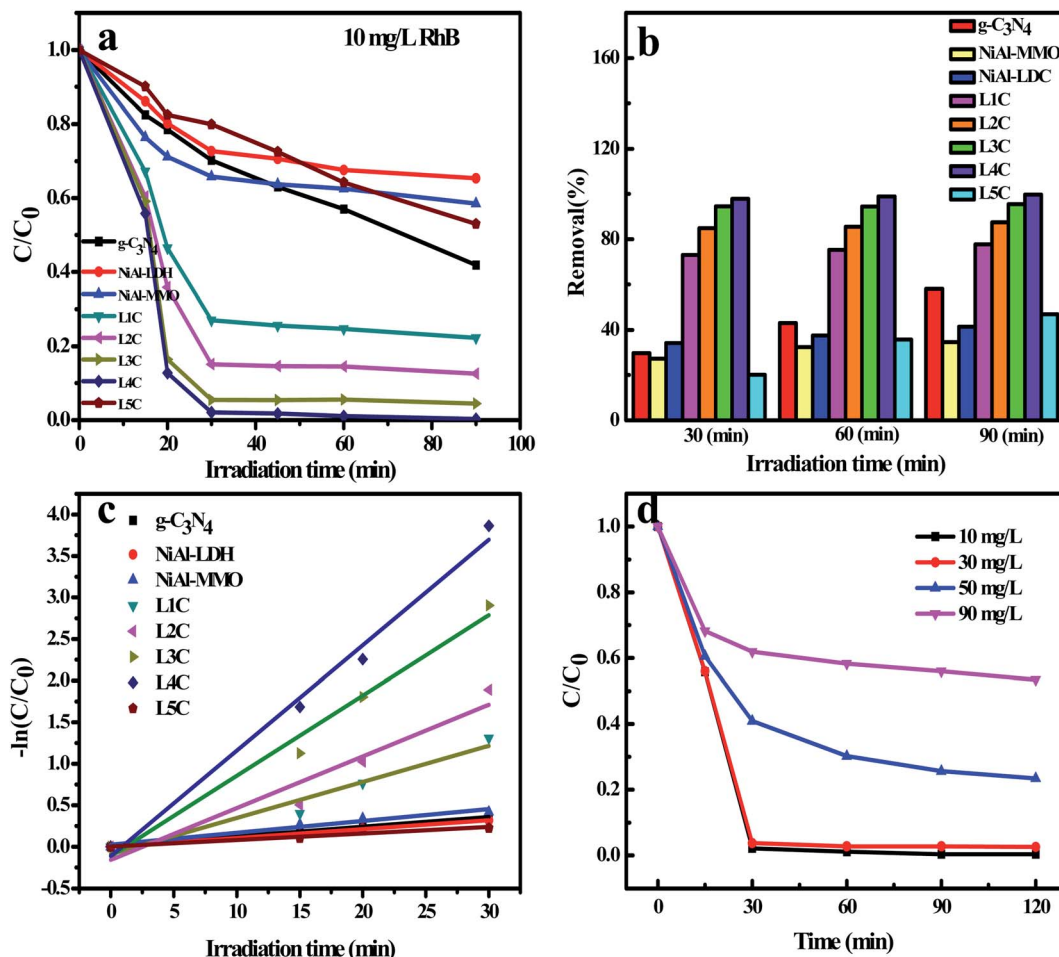 a
10 mg/L RhB
1.0
0.8
0.6
0.4
0.2
0.0
C/C0
g-C3N4
NiAl-LDH
NiAl-MMO
L1C
L2C
L3C
L4C
L5C
0 20 40 60 80 100
Irradiation time (min)
b
160
120
80
40
0
Removal(%)
g-C3N4
NiAl-MMO
NiAl-LDC
L1C
L2C
L3C
L4C
L5C
30 (min) 60 (min) 90 (min)
Irradiation time (min)
c
4.0
3.5
3.0
2.5
2.0
1.5
1.0
0.5
0.0
-0.5
-ln(C/C0)
g-C3N4
NiAl-LDH
NiAl-MMO
L1C
L2C
L3C
L4C
L5C
0 5 10 15 20 25 30
Irradiation time (min)
d
1.0
0.8
0.6
0.4
0.2
0.0
C/C0
10 mg/L
30 mg/L
50 mg/L
90 mg/L
0 30 60 90 120
Time (min)